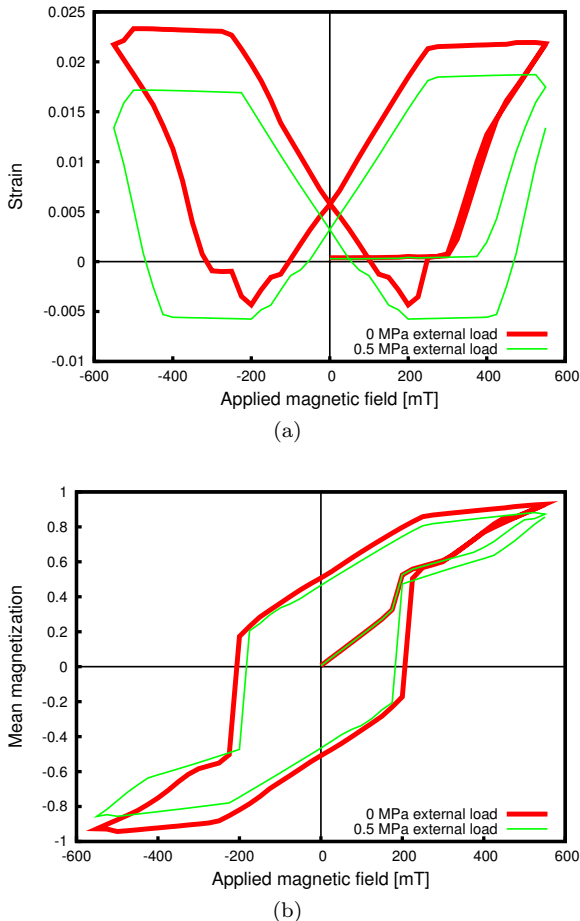 0.025
0.02
0.015
0.01
0.005
0
-0.005
-0.01
Strain
0 MPa external load
0.5 MPa external load
-600 -400 -200 0 200 400 600
Applied magnetic field [mT]
(a)
1
0.8
0.6
0.4
0.2
0
-0.2
-0.4
-0.6
-0.8
-1
Mean magnetization
0 MPa external load
0.5 MPa external load
-600 -400 -200 0 200 400 600
Applied magnetic field [mT]
(b)